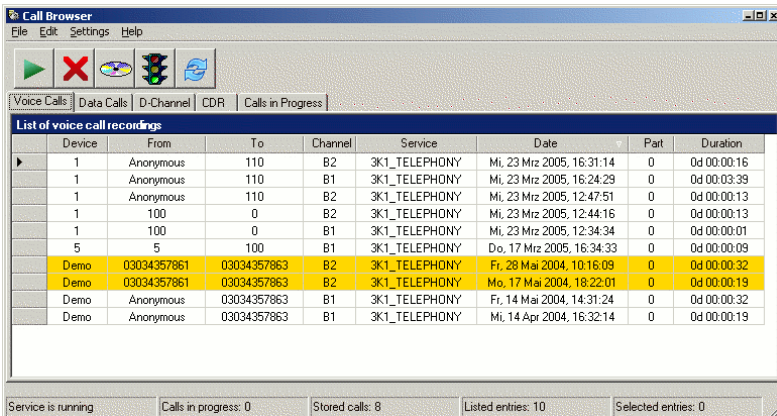 Call Browser
File Edit Settings Help
Voice Calls Data Calls D-Channel CDR Calls in Progress
List of voice call recordings
Device From To Channel Service Date Part Duration
1 Anonymous 110 B2 3K1_TELEPHONY Mi, 23 Mrz 2005, 16:31:14 0 0d 00:00:16
1 Anonymous 110 B1 3K1_TELEPHONY Mi, 23 Mrz 2005, 16:24:29 0 0d 00:03:39
1 Anonymous 110 B2 3K1_TELEPHONY Mi, 23 Mrz 2005, 12:47:51 0 0d 00:00:13
1 100 0 B2 3K1_TELEPHONY Mi, 23 Mrz 2005, 12:44:16 0 0d 00:00:13
1 100 0 B1 3K1_TELEPHONY Mi, 23 Mrz 2005, 12:34:34 0 0d 00:00:01
5 5 100 B1 3K1_TELEPHONY Do, 17 Mrz 2005, 16:34:33 0 0d 00:00:09
Demo 03034357861 03034357863 B2 3K1_TELEPHONY Fr, 28 Mai 2004, 10:16:09 0 0d 00:00:32
Demo 03034357861 03034357863 B2 3K1_TELEPHONY Mo, 17 Mai 2004, 18:22:01 0 0d 00:00:19
Demo Anonymous 03034357863 B1 3K1_TELEPHONY Fr, 14 Mai 2004, 14:31:24 0 0d 00:00:32
Demo Anonymous 03034357863 B1 3K1_TELEPHONY Mi, 14 Apr 2004, 16:32:14 0 0d 00:00:19
Service is running Calls in progress: 0 Stored calls: 8 Listed entries: 10 Selected entries: 0